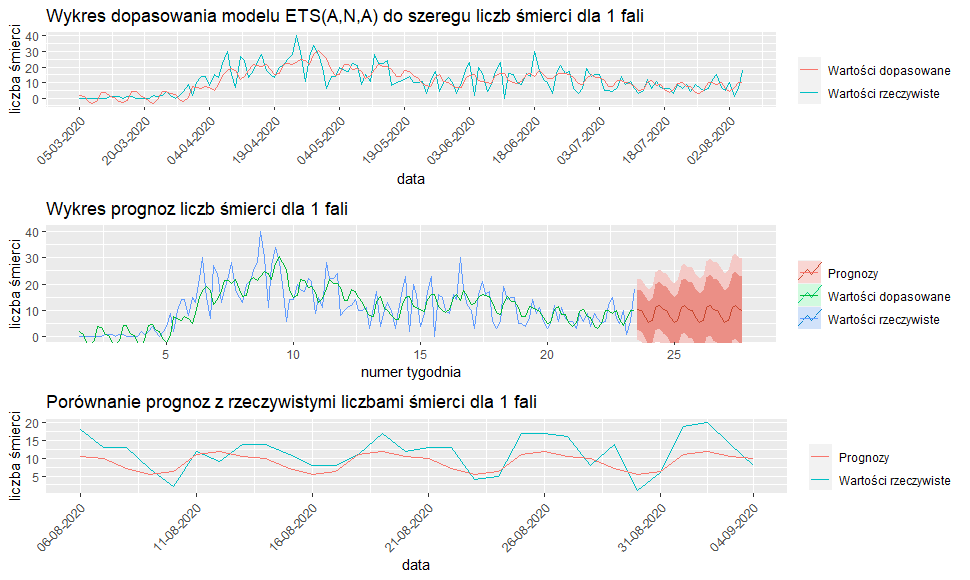 Wykres dopasowania modelu ETS(A,N,A) do szeregu liczb śmierci dla 1 fali
liczba śmierci
40
30
20
10
0
05-03-2020
20-03-2020
04-04-2020
19-04-2020
04-05-2020
19-05-2020
03-06-2020
18-06-2020
03-07-2020
18-07-2020
02-08-2020
data
Wartości dopasowane
Wartości rzeczywiste
Wykres prognoz liczb śmierci dla 1 fali
liczba śmierci
40
30
20
10
0
5
10
15
20
25
numer tygodnia
Prognozy
Wartości dopasowane
Wartości rzeczywiste
Porównanie prognoz z rzeczywistymi liczbami śmierci dla 1 fali
liczba śmierci
20
15
10
5
06-08-2020
11-08-2020
16-08-2020
21-08-2020
26-08-2020
31-08-2020
04-09-2020
data
Prognozy
Wartości rzeczywiste